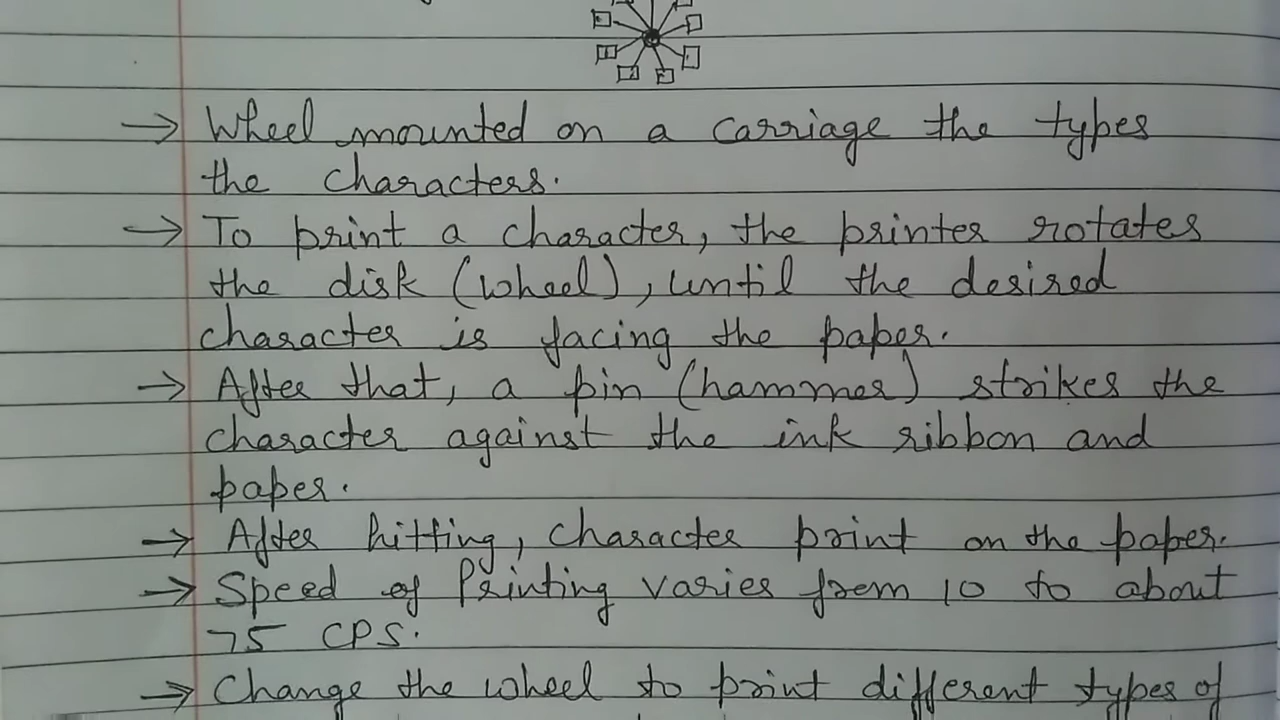 → Wheel mounted on a carriage the types
the characters.
→ To print a character, the printer rotates
the disk (wheel), until the desired
character is facing the paper.
→ After that, a pin (hammer) strikes the
character against the ink ribbon and
paper.
→ After hitting, character print on the paper.
→ Speed of Printing varies from 10 to about
75 CPS.
→ Change the wheel to print different types of